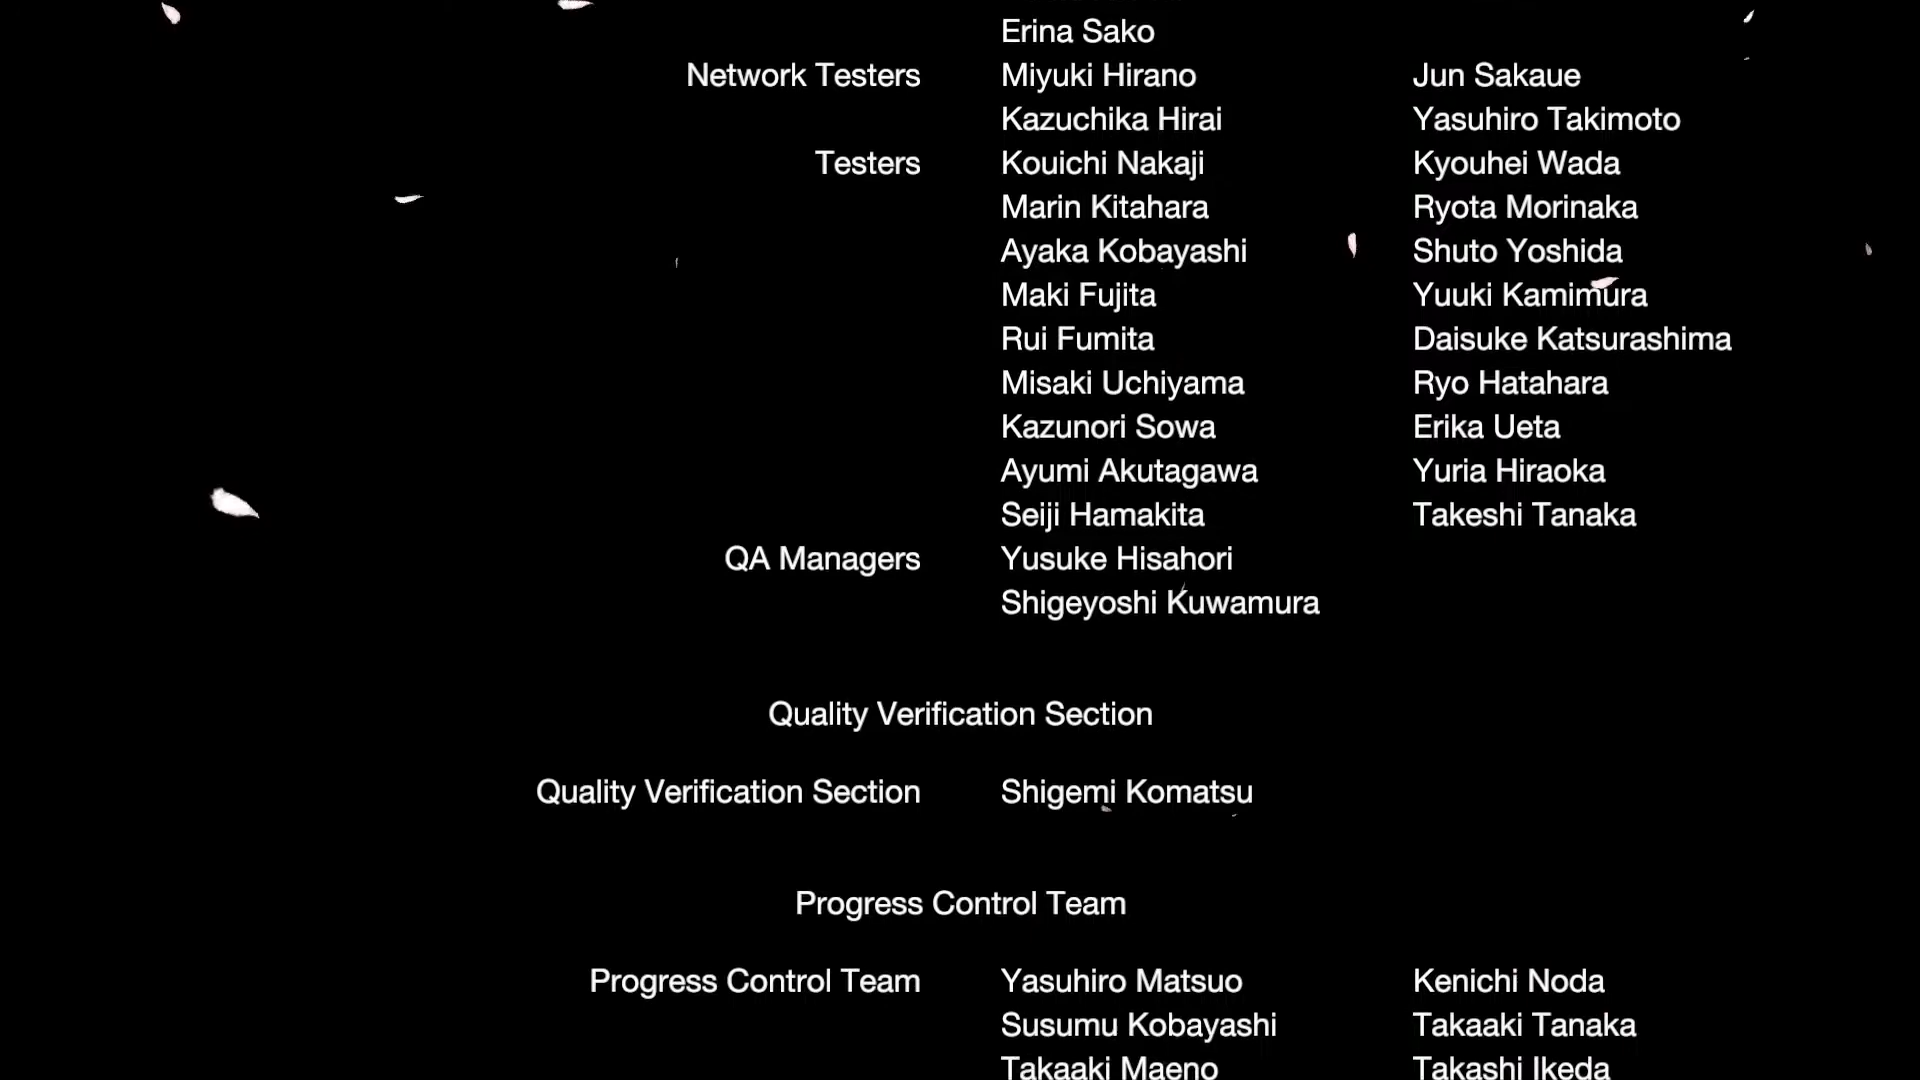 Erina Sako
Network Testers Miyuki Hirano Jun Sakaue
Kazuchika Hirai Yasuhiro Takimoto
Testers Kouichi Nakaji Kyouhei Wada
Marin Kitahara Ryota Morinaka
Ayaka Kobayashi Shuto Yoshida
Maki Fujita Yuuki Kamimura
Rui Fumita Daisuke Katsurashima
Misaki Uchiyama Ryo Hatahara
Kazunori Sowa Erika Ueta
Ayumi Akutagawa Yuria Hiraoka
Seiji Hamakita Takeshi Tanaka
QA Managers Yusuke Hisahori
Shigeyoshi Kuwamura
Quality Verification Section
Quality Verification Section Shigemi Komatsu
Progress Control Team
Progress Control Team Yasuhiro Matsuo Kenichi Noda
Susumu Kobayashi Takaaki Tanaka
Takaaki Maeno Takashi Ikeda